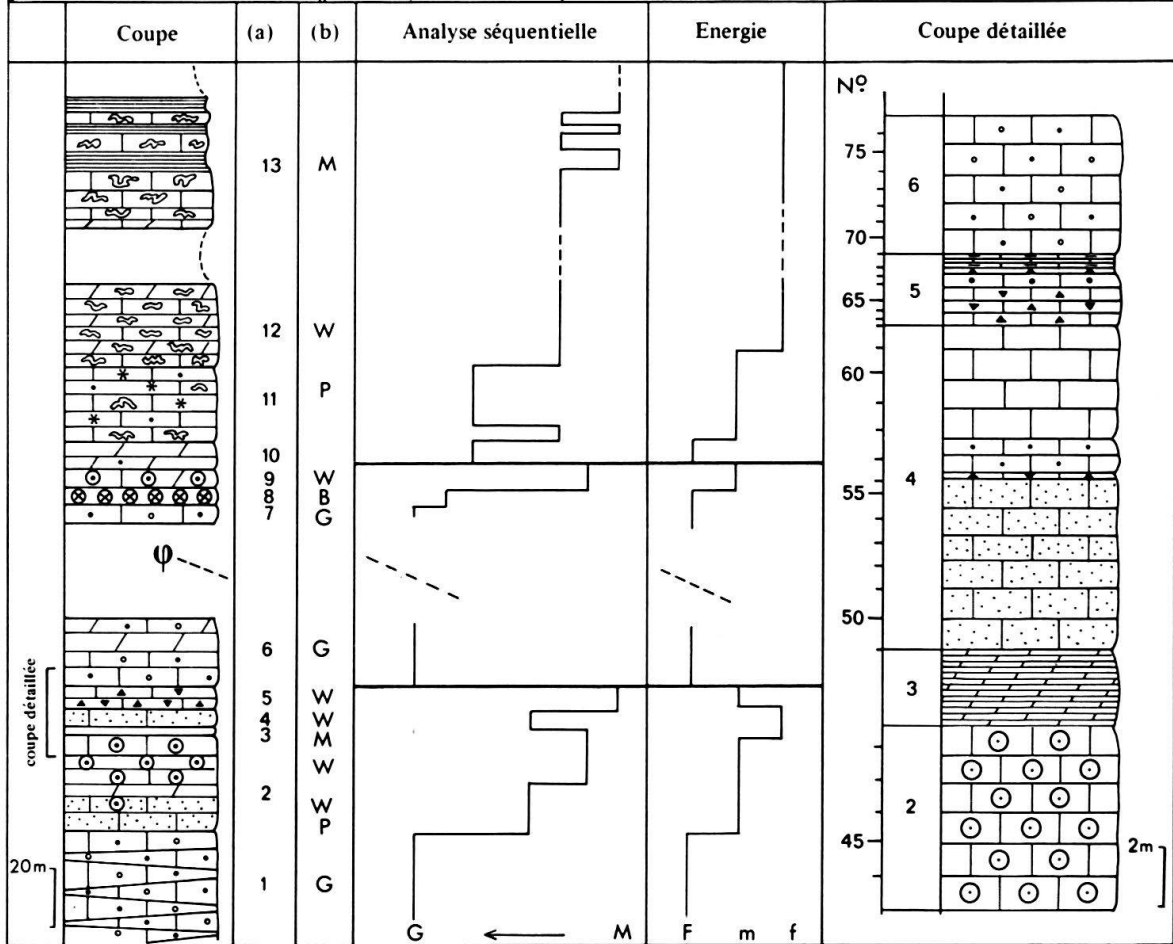 Coupe (a) (b) Analyse séquentielle Energie Coupe détaillée
13 M
12 W
11 P
10
9 W
8 B
7 G
φ
6 G
5 W
4 W
3 M
W
2
W
P
1 G
coupe détaillée
20 m
G M
F m f
Nº
75
6
70
5
65
60
4
55
50
3
2
45
2m